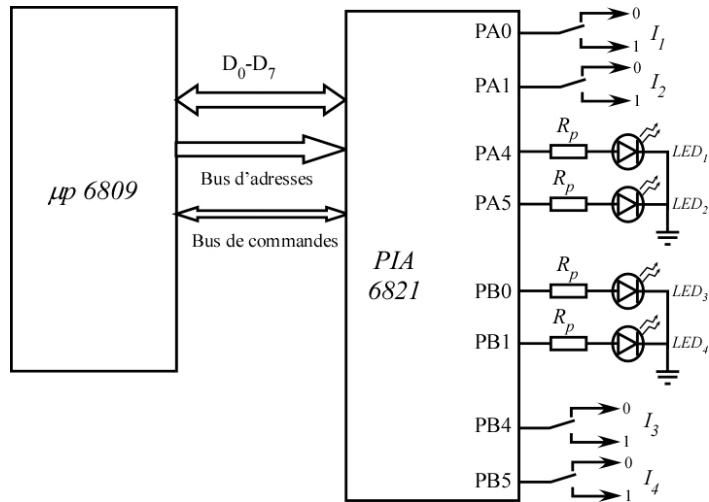 μp 6809
D0-D7
Bus d'adresses
Bus de commandes
PIA
6821
PA0
0
1
I1
PA1
0
1
I2
PA4
Rp
LED1
PA5
Rp
LED2
PB0
Rp
LED3
PB1
Rp
LED4
PB4
0
1
I3
PB5
0
1
I4